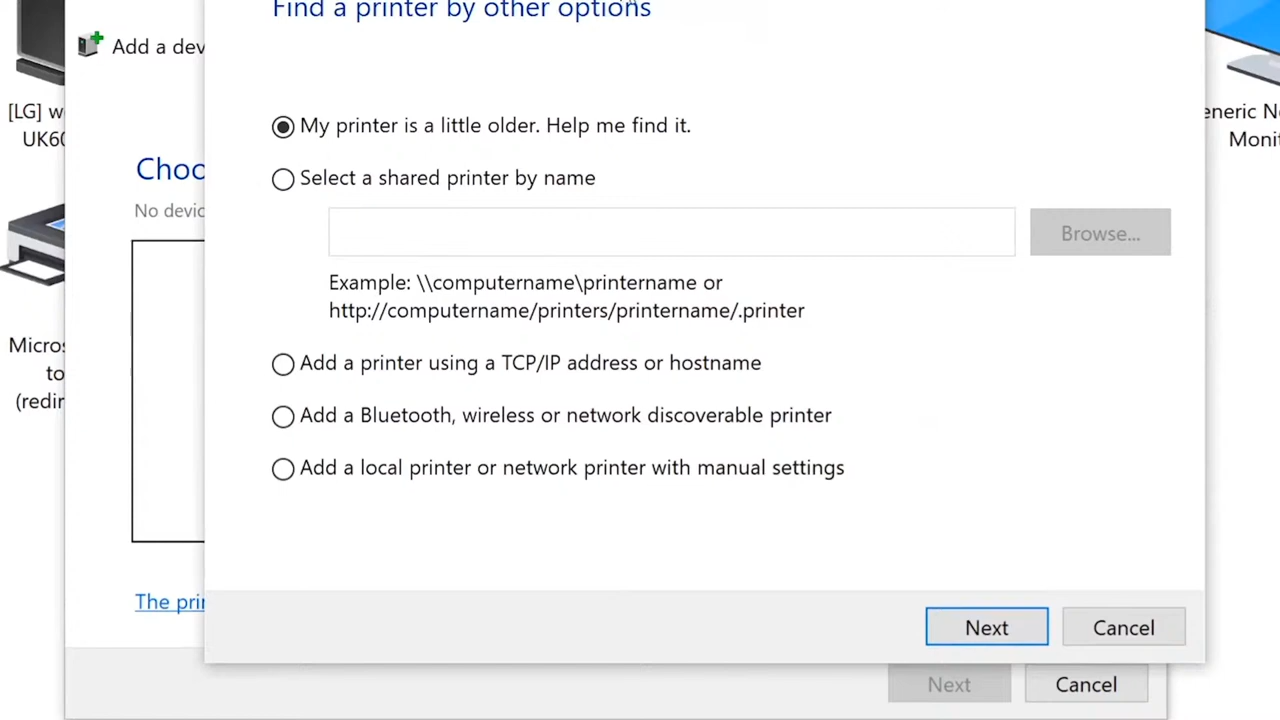 Find a printer by other options
Add a dev
[LG] w
UK60
eneric N
Monit
My printer is a little older. Help me find it.
Choo
Select a shared printer by name
No devic
Browse...
Example: \\computername\printername or
http://computername/printers/printername/.printer
Micros
to
(redir
Add a printer using a TCP/IP address or hostname
Add a Bluetooth, wireless or network discoverable printer
Add a local printer or network printer with manual settings
The prin
Next
Cancel
Next
Cancel